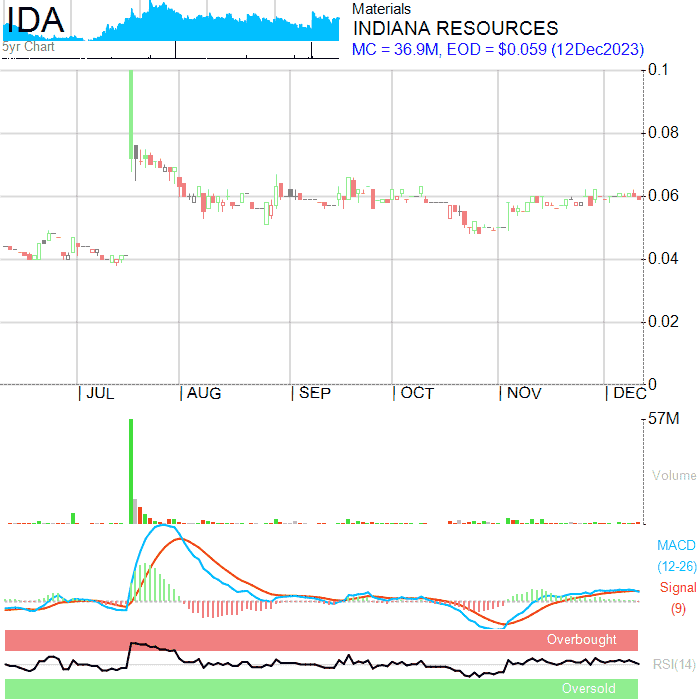 IDA
5yr Chart
Materials
INDIANA RESOURCES
MC = 36.9M, EOD = $0.059 (12Dec2023)
0.1
0.08
0.06
0.04
0.02
0
JUL AUG SEP OCT NOV DEC
57M
Volume
MACD
(12-26)
Signal
(9)
Overbought
RSI(14)
Oversold